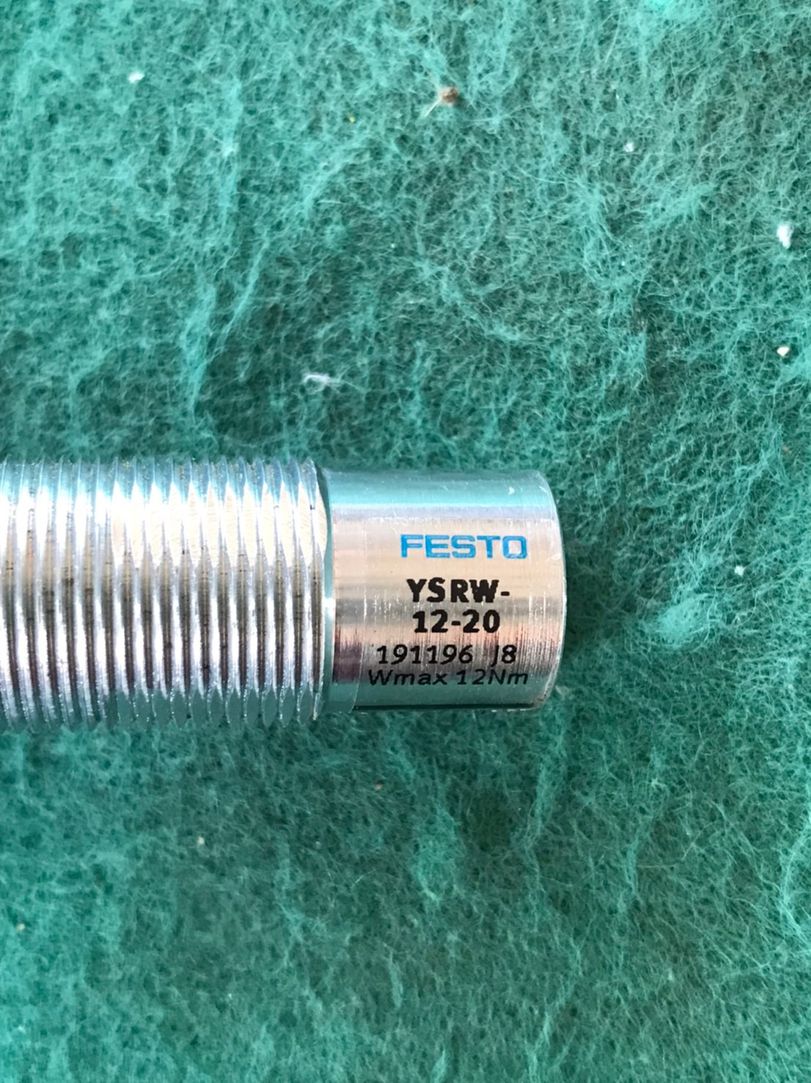 FESTO
YSRW-
12-20
191196 J8
Wmax 12Nm